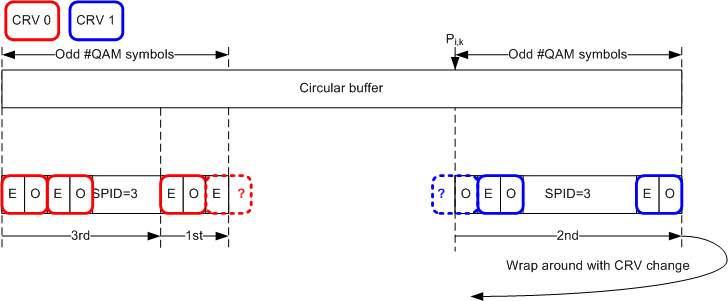 CRV 0 CRV 1
Pi,k
Odd #QAM symbols Odd #QAM symbols
Circular buffer
E O E O SPID=3 E O E ? ? O E O SPID=3 E O
3rd 1st 2nd
Wrap around with CRV change